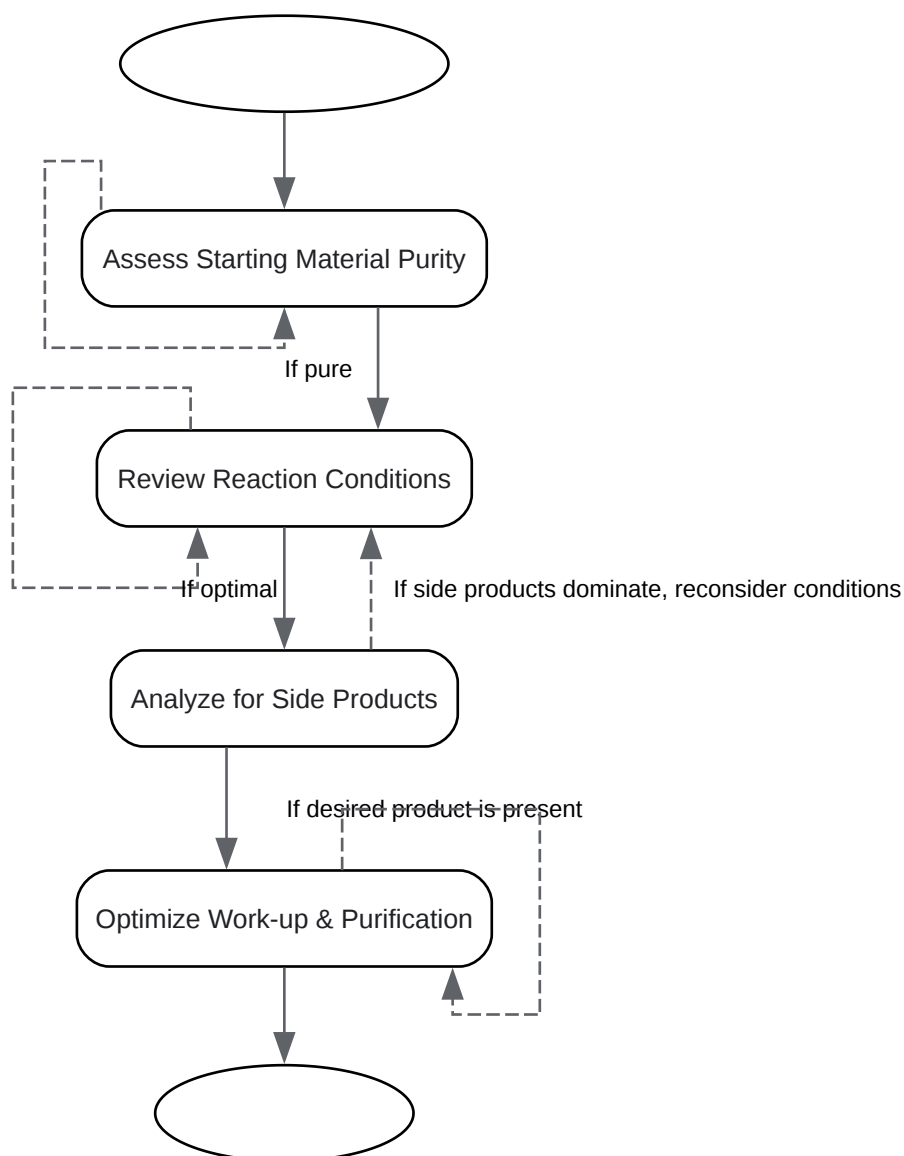 Assess Starting Material Purity
If pure
Review Reaction Conditions
If optimal
If side products dominate, reconsider conditions
Analyze for Side Products
If desired product is present
Optimize Work-up & Purification